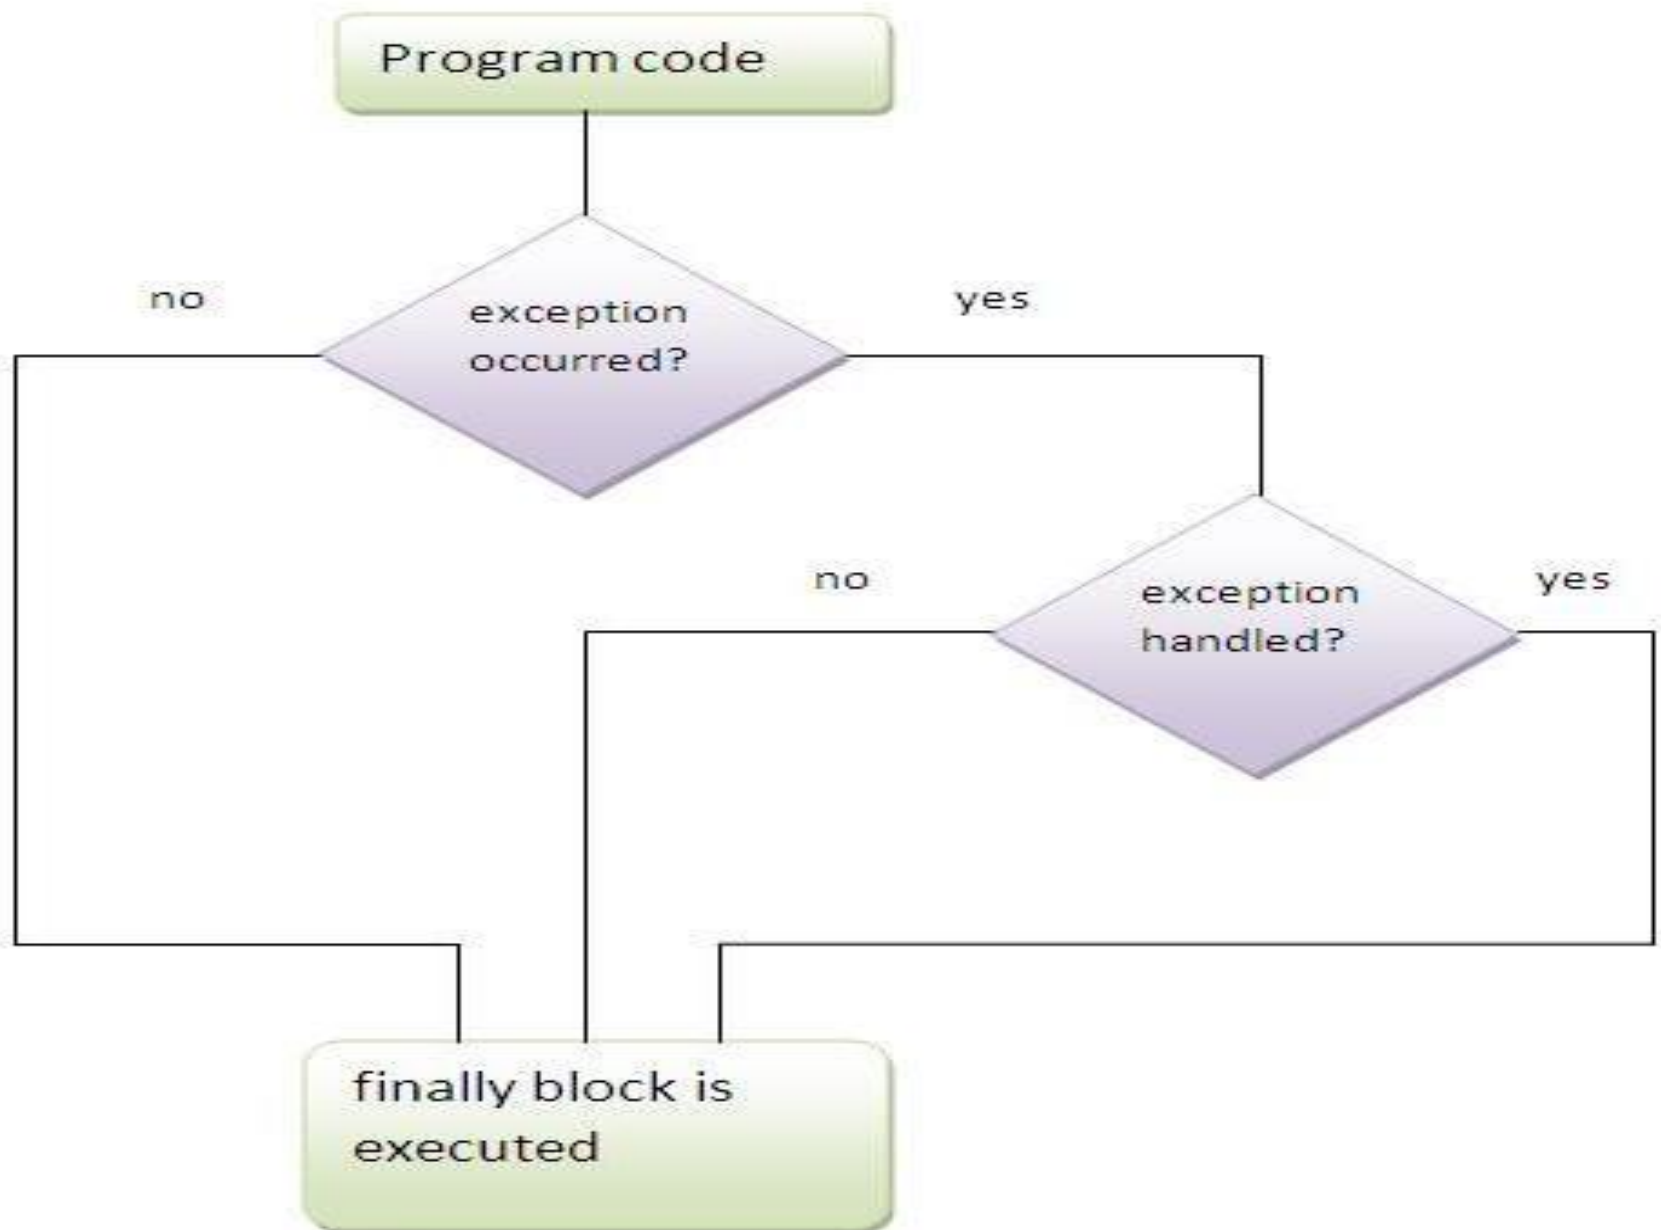 Program code
no
yes
exception
occurred?
no
yes
exception
handled?
finally block is
executed